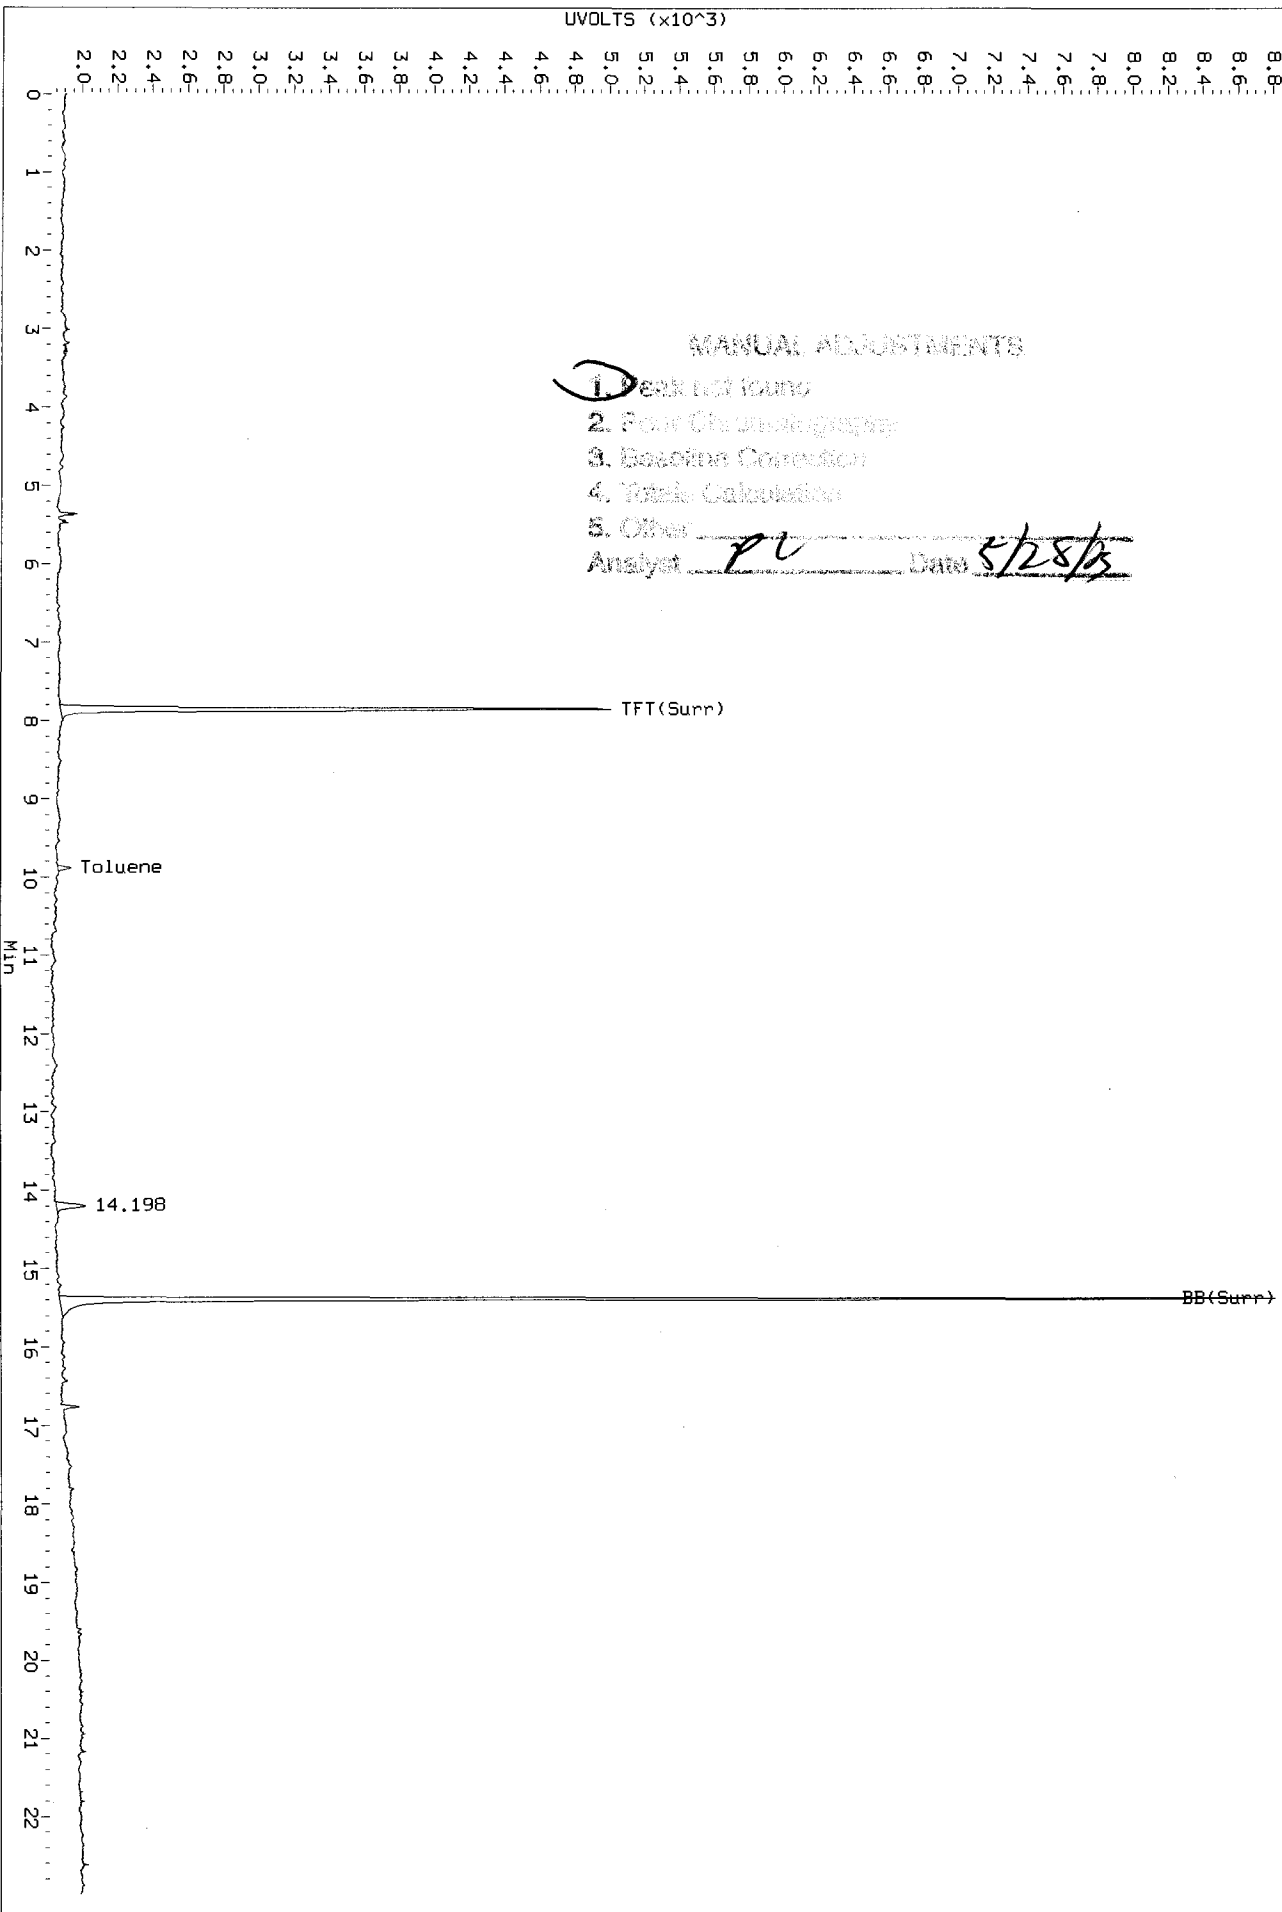 UVOLTS (x10^3)
2.0 2.2 2.4 2.6 2.8 3.0 3.2 3.4 3.6 3.8 4.0 4.2 4.4 4.6 4.8 5.0 5.2 5.4 5.6 5.8 6.0 6.2 6.4 6.6 6.8 7.0 7.2 7.4 7.6 7.8 8.0 8.2 8.4 8.6 8.8
0
1
2
3
MANUAL ADJUSTMENTS
1. Peak not found
4
2. Poor Chromatography
3. Baseline Correction
5
4. Totals Calculation
5. Other
6
Analyst PL Date 5/28/03
7
TFT(Surr)
8
9
Toluene
10
11
Min
12
13
14
14.198
15
BB(Surr)
16
17
18
19
20
21
22